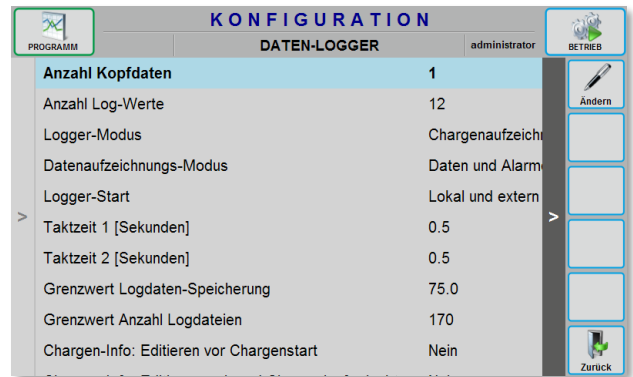 KONFIGURATION
PROGRAMM
DATEN-LOGGER
administrator
BETRIEB
Anzahl Kopfdaten 1
Anzahl Log-Werte 12
Logger-Modus Chargenaufzeich
Datenaufzeichnungs-Modus Daten und Alarm
Logger-Start Lokal und extern
Taktzeit 1 [Sekunden] 0.5
Taktzeit 2 [Sekunden] 0.5
Grenzwert Logdaten-Speicherung 75.0
Grenzwert Anzahl Logdateien 170
Chargen-Info: Editieren vor Chargenstart Nein
Ändern
>
>
Zurück